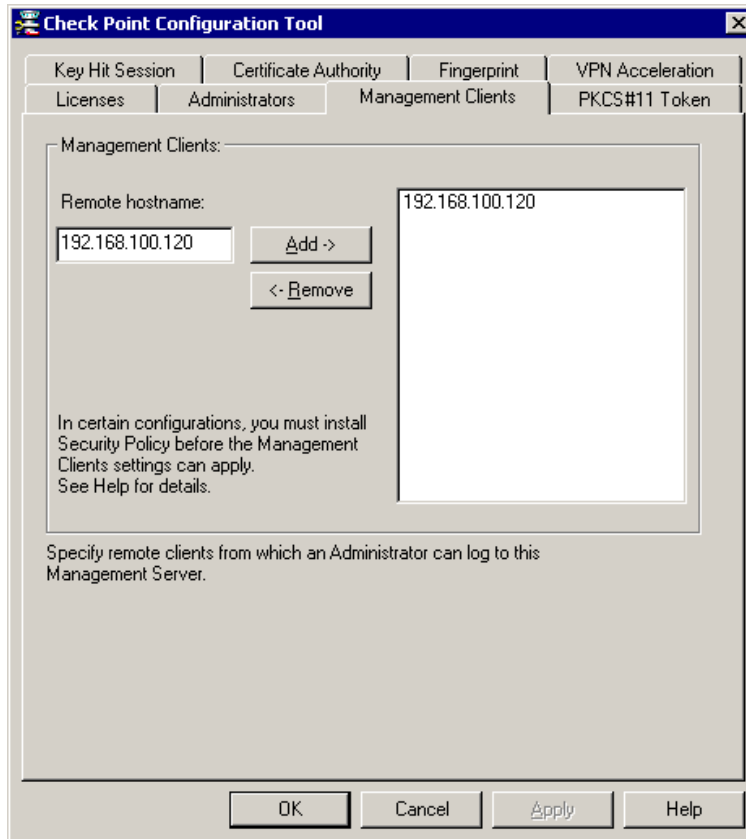 Check Point Configuration Tool
Key Hit Session
Certificate Authority
Fingerprint
VPN Acceleration
Licenses
Administrators
Management Clients
PKCS#11 Token
Management Clients:
Remote hostname:
192.168.100.120
192.168.100.120
Add ->
<- Remove
In certain configurations, you must install
Security Policy before the Management
Clients settings can apply.
See Help for details.
Specify remote clients from which an Administrator can log to this
Management Server.
OK
Cancel
Apply
Help